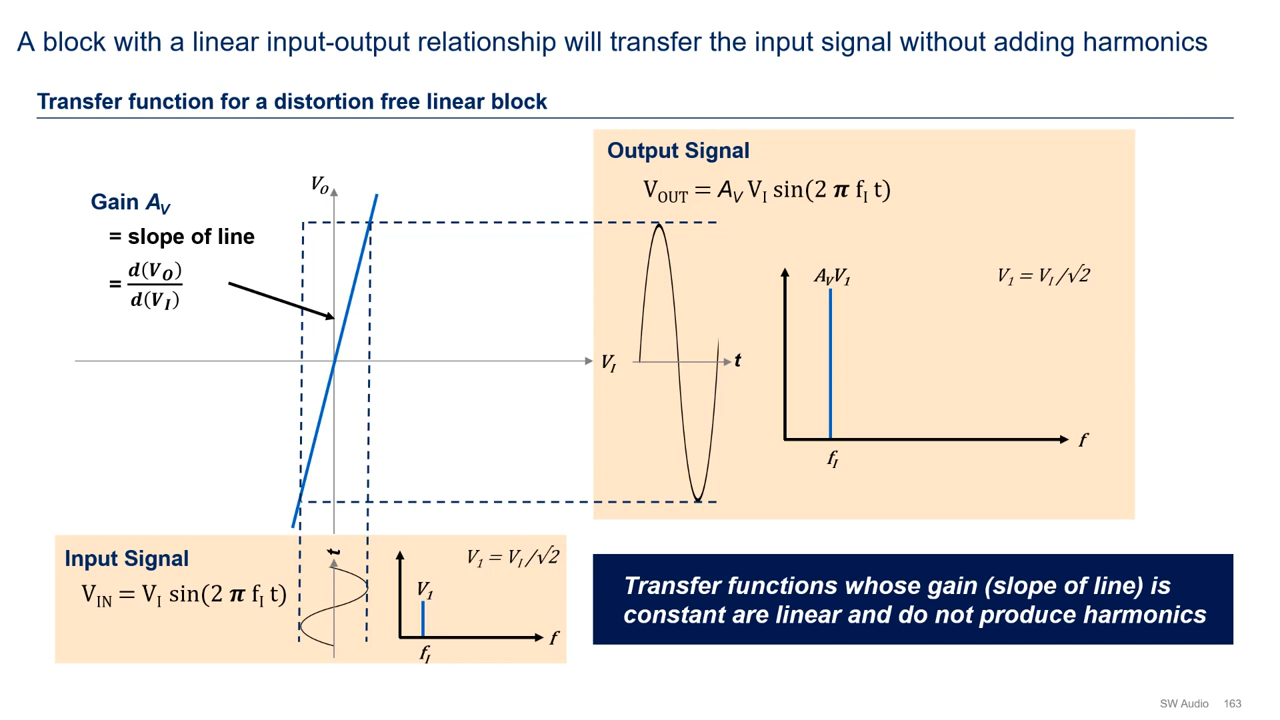 A block with a linear input-output relationship will transfer the input signal without adding harmonics
Transfer function for a distortion free linear block
Gain A_V
= slope of line
= d(V_O)/d(V_I)
V_O
V_I
Output Signal
V_OUT = A_V V_I sin(2 π f_I t)
t
A_V V_1
V_1 = V_I/√2
f
f_I
Input Signal
V_IN = V_I sin(2 π f_I t)
t
V_1 = V_I/√2
V_1
f
f_I
Transfer functions whose gain (slope of line) is
constant are linear and do not produce harmonics
SW Audio 163